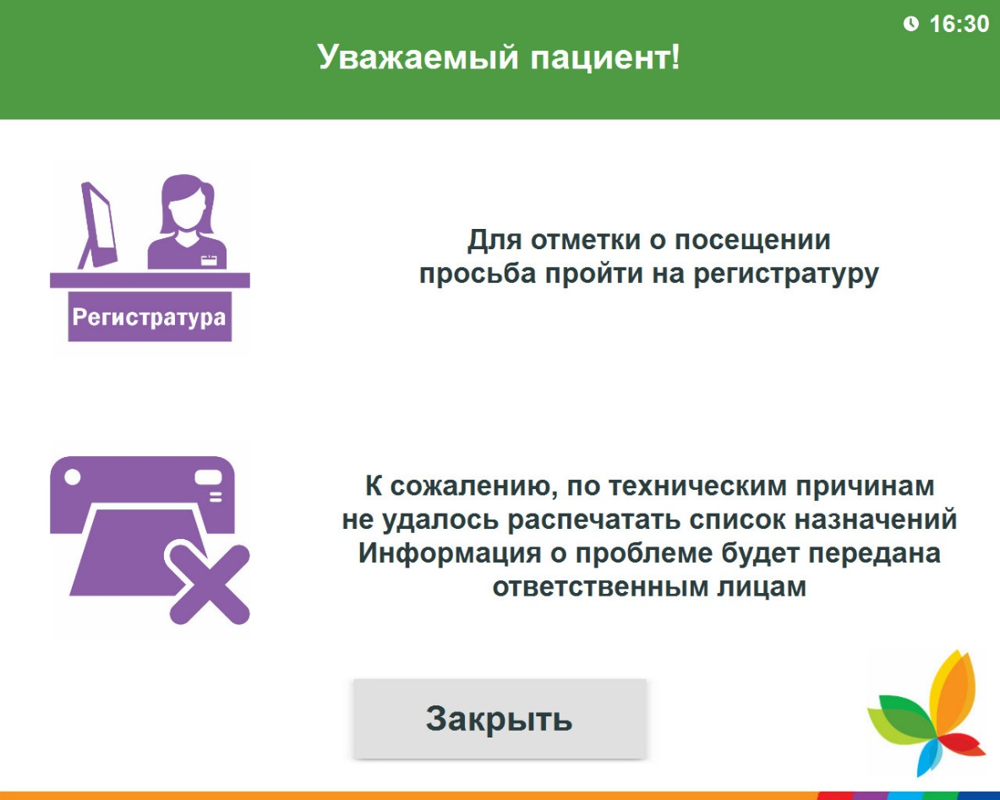 16:30
Уважаемый пациент!
Для отметки о посещении
просьба пройти на регистратуру
Регистратура
К сожалению, по техническим причинам
не удалось распечатать список назначений
Информация о проблеме будет передана
ответственным лицам
Закрыть